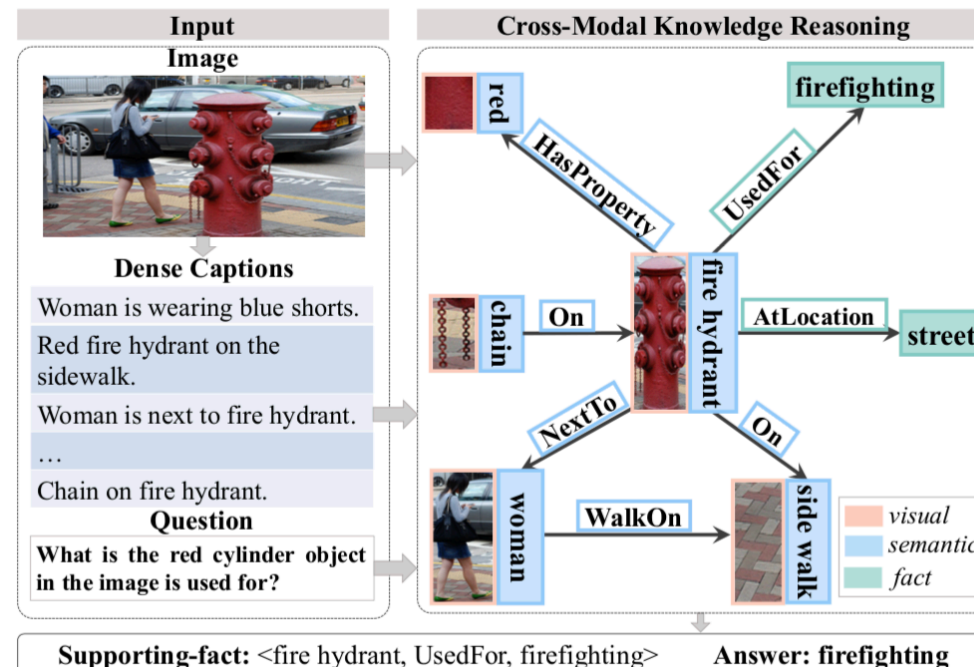 Input
Image
Dense Captions
Woman is wearing blue shorts.
Red fire hydrant on the
sidewalk.
Woman is next to fire hydrant.
…
Chain on fire hydrant.
Question
What is the red cylinder object
in the image is used for?
Cross-Modal Knowledge Reasoning
red
firefighting
HasProperty
UsedFor
chain
On
fire hydrant
AtLocation
street
NextTo
On
woman
WalkOn
side walk
visual
semantic
fact
Supporting-fact: <fire hydrant, UsedFor, firefighting>
Answer: firefighting